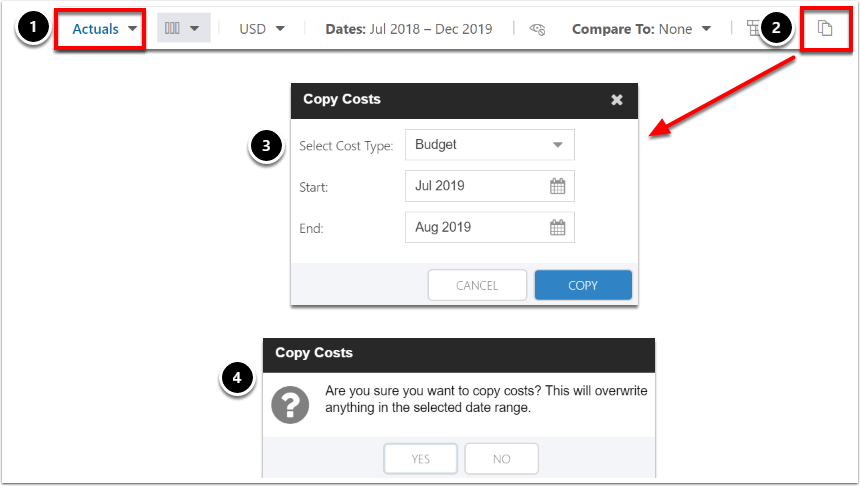 1 Actuals USD Dates: Jul 2018 – Dec 2019 Compare To: None 2
Copy Costs
3 Select Cost Type: Budget
Start: Jul 2019
End: Aug 2019
CANCEL COPY
Copy Costs
4 Are you sure you want to copy costs? This will overwrite
anything in the selected date range.
YES NO